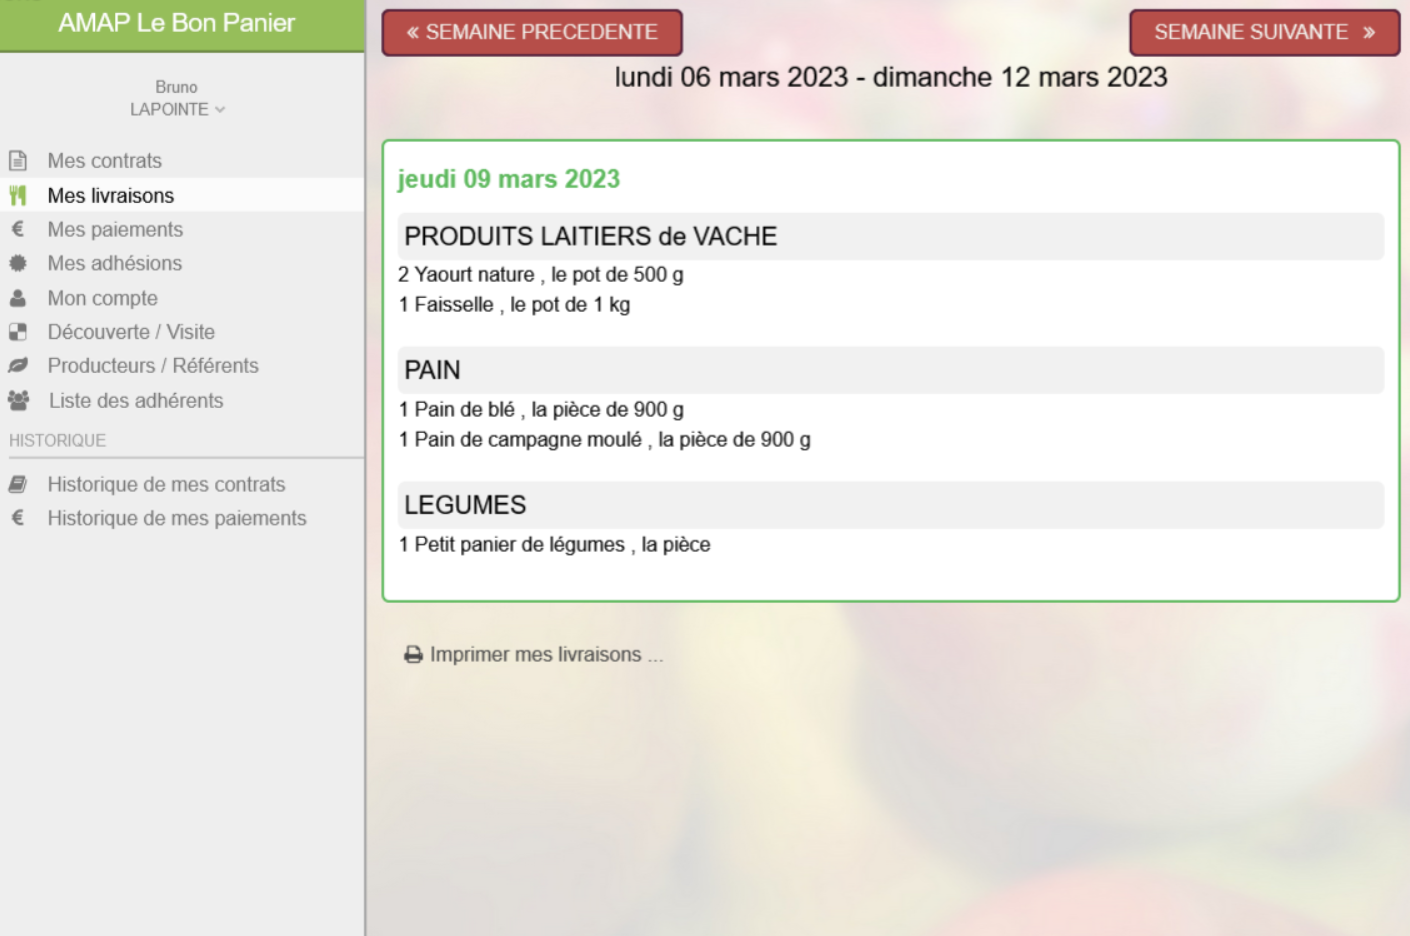 AMAP Le Bon Panier
Bruno
LAPOINTE
Mes contrats
Mes livraisons
Mes paiements
Mes adhésions
Mon compte
Découverte / Visite
Producteurs / Référents
Liste des adhérents
HISTORIQUE
Historique de mes contrats
Historique de mes paiements
« SEMAINE PRECEDENTE
SEMAINE SUIVANTE »
lundi 06 mars 2023 - dimanche 12 mars 2023
jeudi 09 mars 2023
PRODUITS LAITIERS de VACHE
2 Yaourt nature , le pot de 500 g
1 Faisselle , le pot de 1 kg
PAIN
1 Pain de blé , la pièce de 900 g
1 Pain de campagne moulé , la pièce de 900 g
LEGUMES
1 Petit panier de légumes , la pièce
Imprimer mes livraisons ...